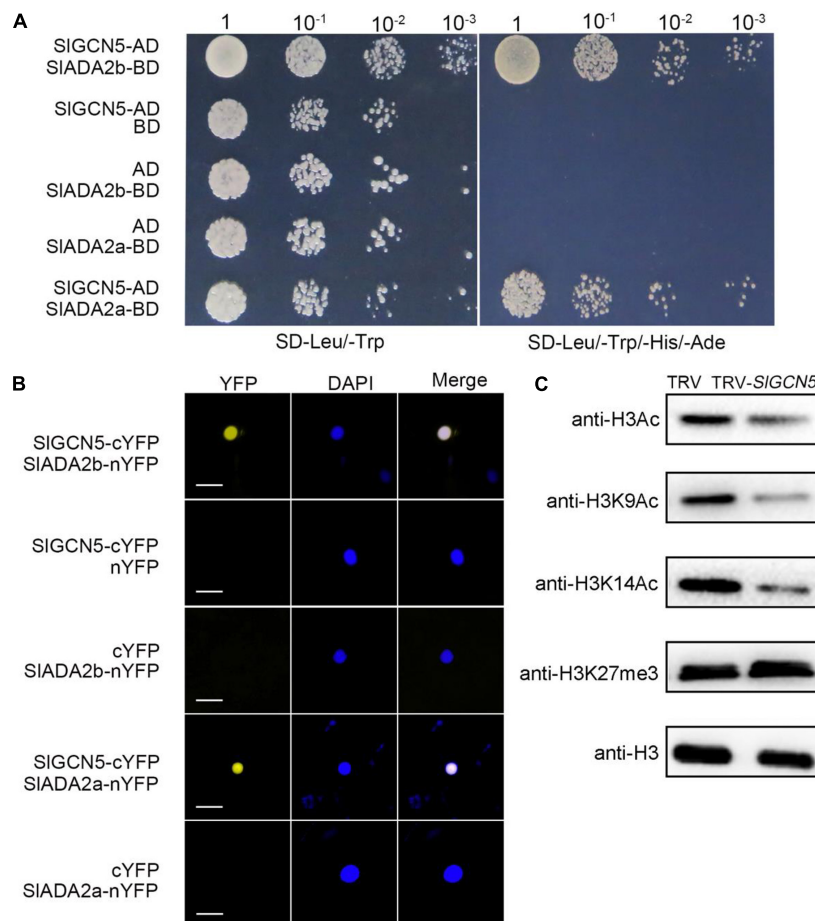 A
1 10-1 10-2 10-3 1 10-1 10-2 10-3
SlGCN5-AD
SlADA2b-BD
SlGCN5-AD
BD
AD
SlADA2b-BD
AD
SlADA2a-BD
SlGCN5-AD
SlADA2a-BD
SD-Leu/-Trp
SD-Leu/-Trp/-His/-Ade
B
YFP DAPI Merge
SlGCN5-cYFP
SlADA2b-nYFP
SlGCN5-cYFP
nYFP
cYFP
SlADA2b-nYFP
SlGCN5-cYFP
SlADA2a-nYFP
cYFP
SlADA2a-nYFP
C
TRV TRV-SlGCN5
anti-H3Ac
anti-H3K9Ac
anti-H3K14Ac
anti-H3K27me3
anti-H3